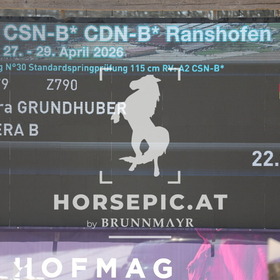 CSN-B* CDN-B* Ranshofen
27. - 29. April 2026
g N°30 Standardspringprüfung 115 cm RV: A2 CSN-B*
9 Z790
ra GRUNDHUBER
ERA B
22.
HORSEPIC.AT
by BRUNNMAYR
LHOFMAG